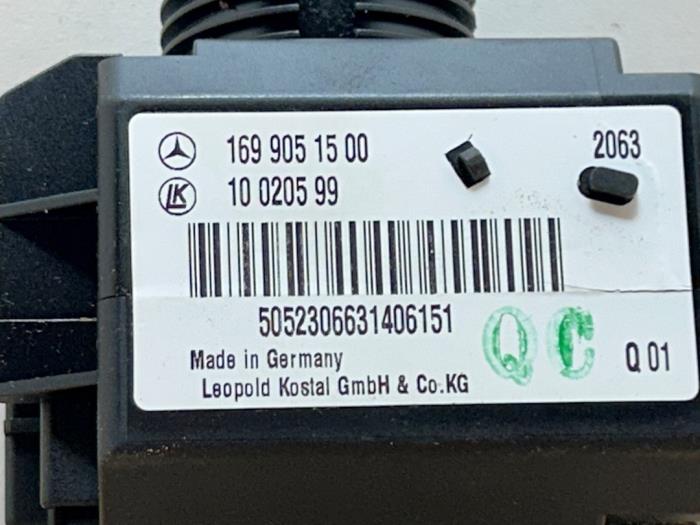 169 905 15 00 2063
LK 10 0205 99
5052306631406151
Made in Germany QC Q 01
Leopold Kostal GmbH & Co.KG